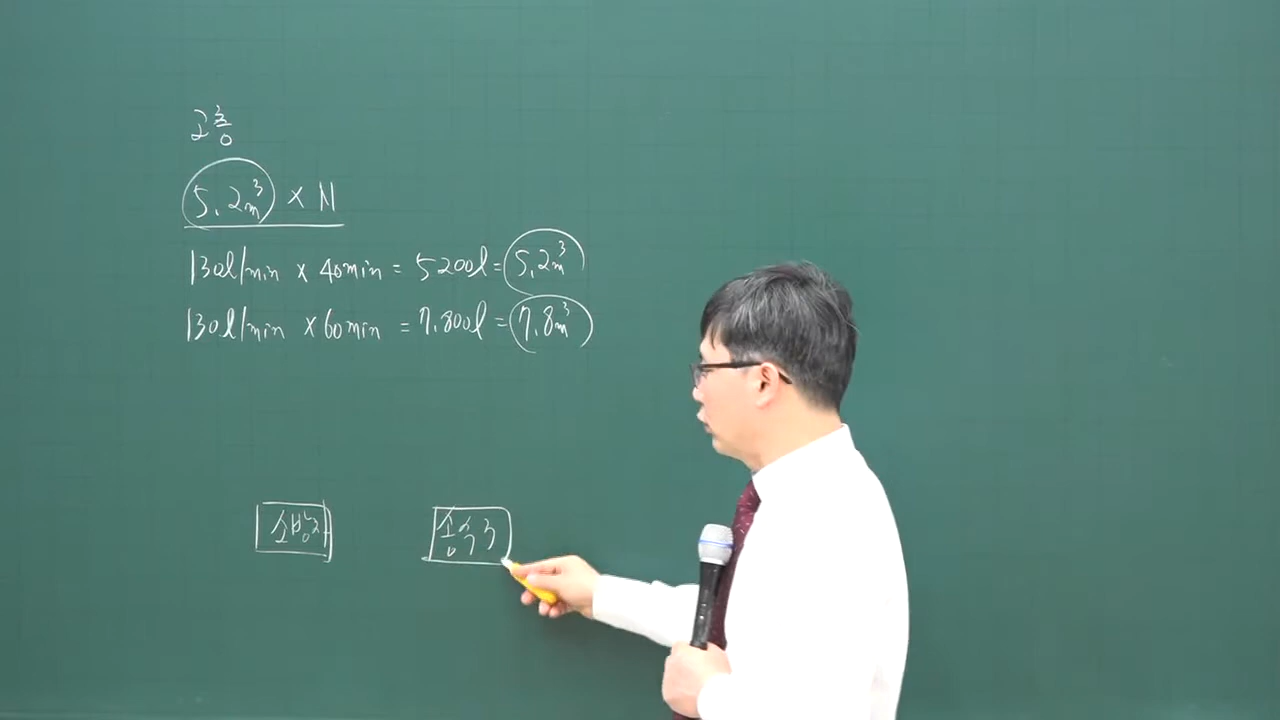 고층
5.2m³ × N
130l/min × 40min = 5200l = 5.2m³
130l/min × 60min = 7.800l = 7.8m³
소방차 송수구